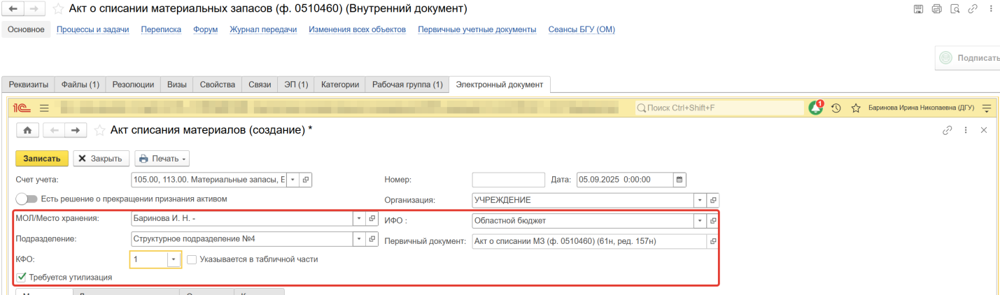 Акт о списании материальных запасов (ф. 0510460) (Внутренний документ)
Основное Процессы и задачи Переписка Форум Журнал передачи Изменения всех объектов Первичные учетные документы Сеансы БГУ (ОМ)
Подписать
Реквизиты Файлы (1) Резолюции Визы Свойства Связи ЭП (1) Категории Рабочая группа (1) Электронный документ
1С Поиск Ctrl+Shift+F 1 Баринова Ирина Николаевна (ДГУ)
Акт списания материалов (создание) *
Записать Закрыть Печать
Счет учета: 105.00, 113.00. Материальные запасы, Номер: Дата: 05.09.2025 0:00:00
Есть решение о прекращении признания активом Организация: УЧРЕЖДЕНИЕ
МОЛ/Место хранения: Баринова И. Н. - ИФО : Областной бюджет
Подразделение: Структурное подразделение №4 Первичный документ: Акт о списании МЗ (ф. 0510460) (61н, ред. 157н)
КФО: 1 Указывается в табличной части
Требуется утилизация